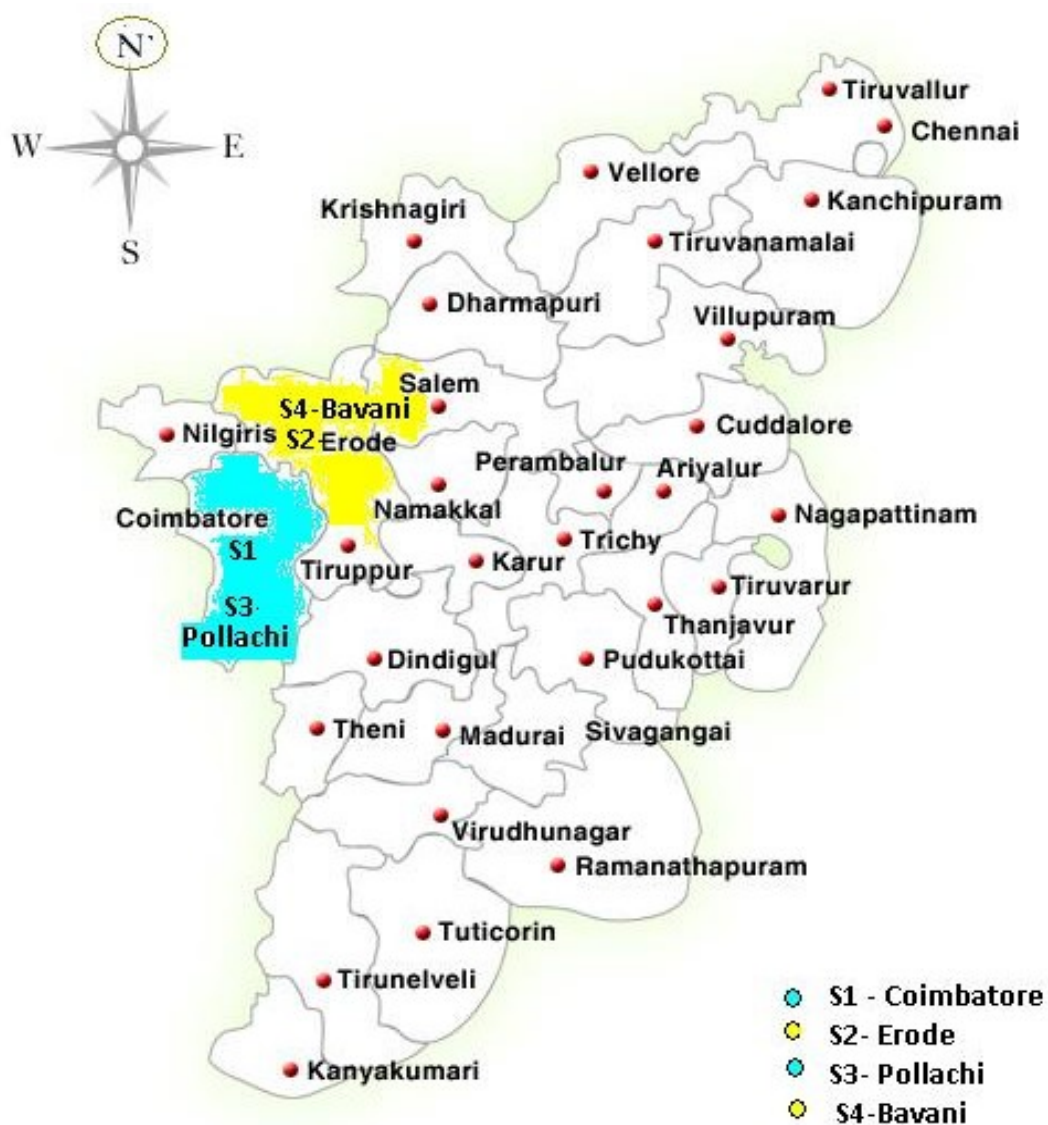 N
W E
S
Tiruvallur
Chennai
Vellore
Kanchipuram
Krishnagiri
Tiruvanamalai
Dharmapuri
Villupuram
Salem
S4-Bavani
Cuddalore
Nilgiris
S2-Erode
Perambalur
Ariyalur
Namakkal
Nagapattinam
Coimbatore
S1
Trichy
Karur
Tiruppur
Tiruvarur
S3-
Pollachi
Thanjavur
Dindigul
Pudukottai
Theni
Madurai
Sivagangai
Virudhunagar
Ramanathapuram
Tuticorin
Tirunelveli
Kanyakumari
S1 - Coimbatore
S2- Erode
S3- Pollachi
S4-Bavani